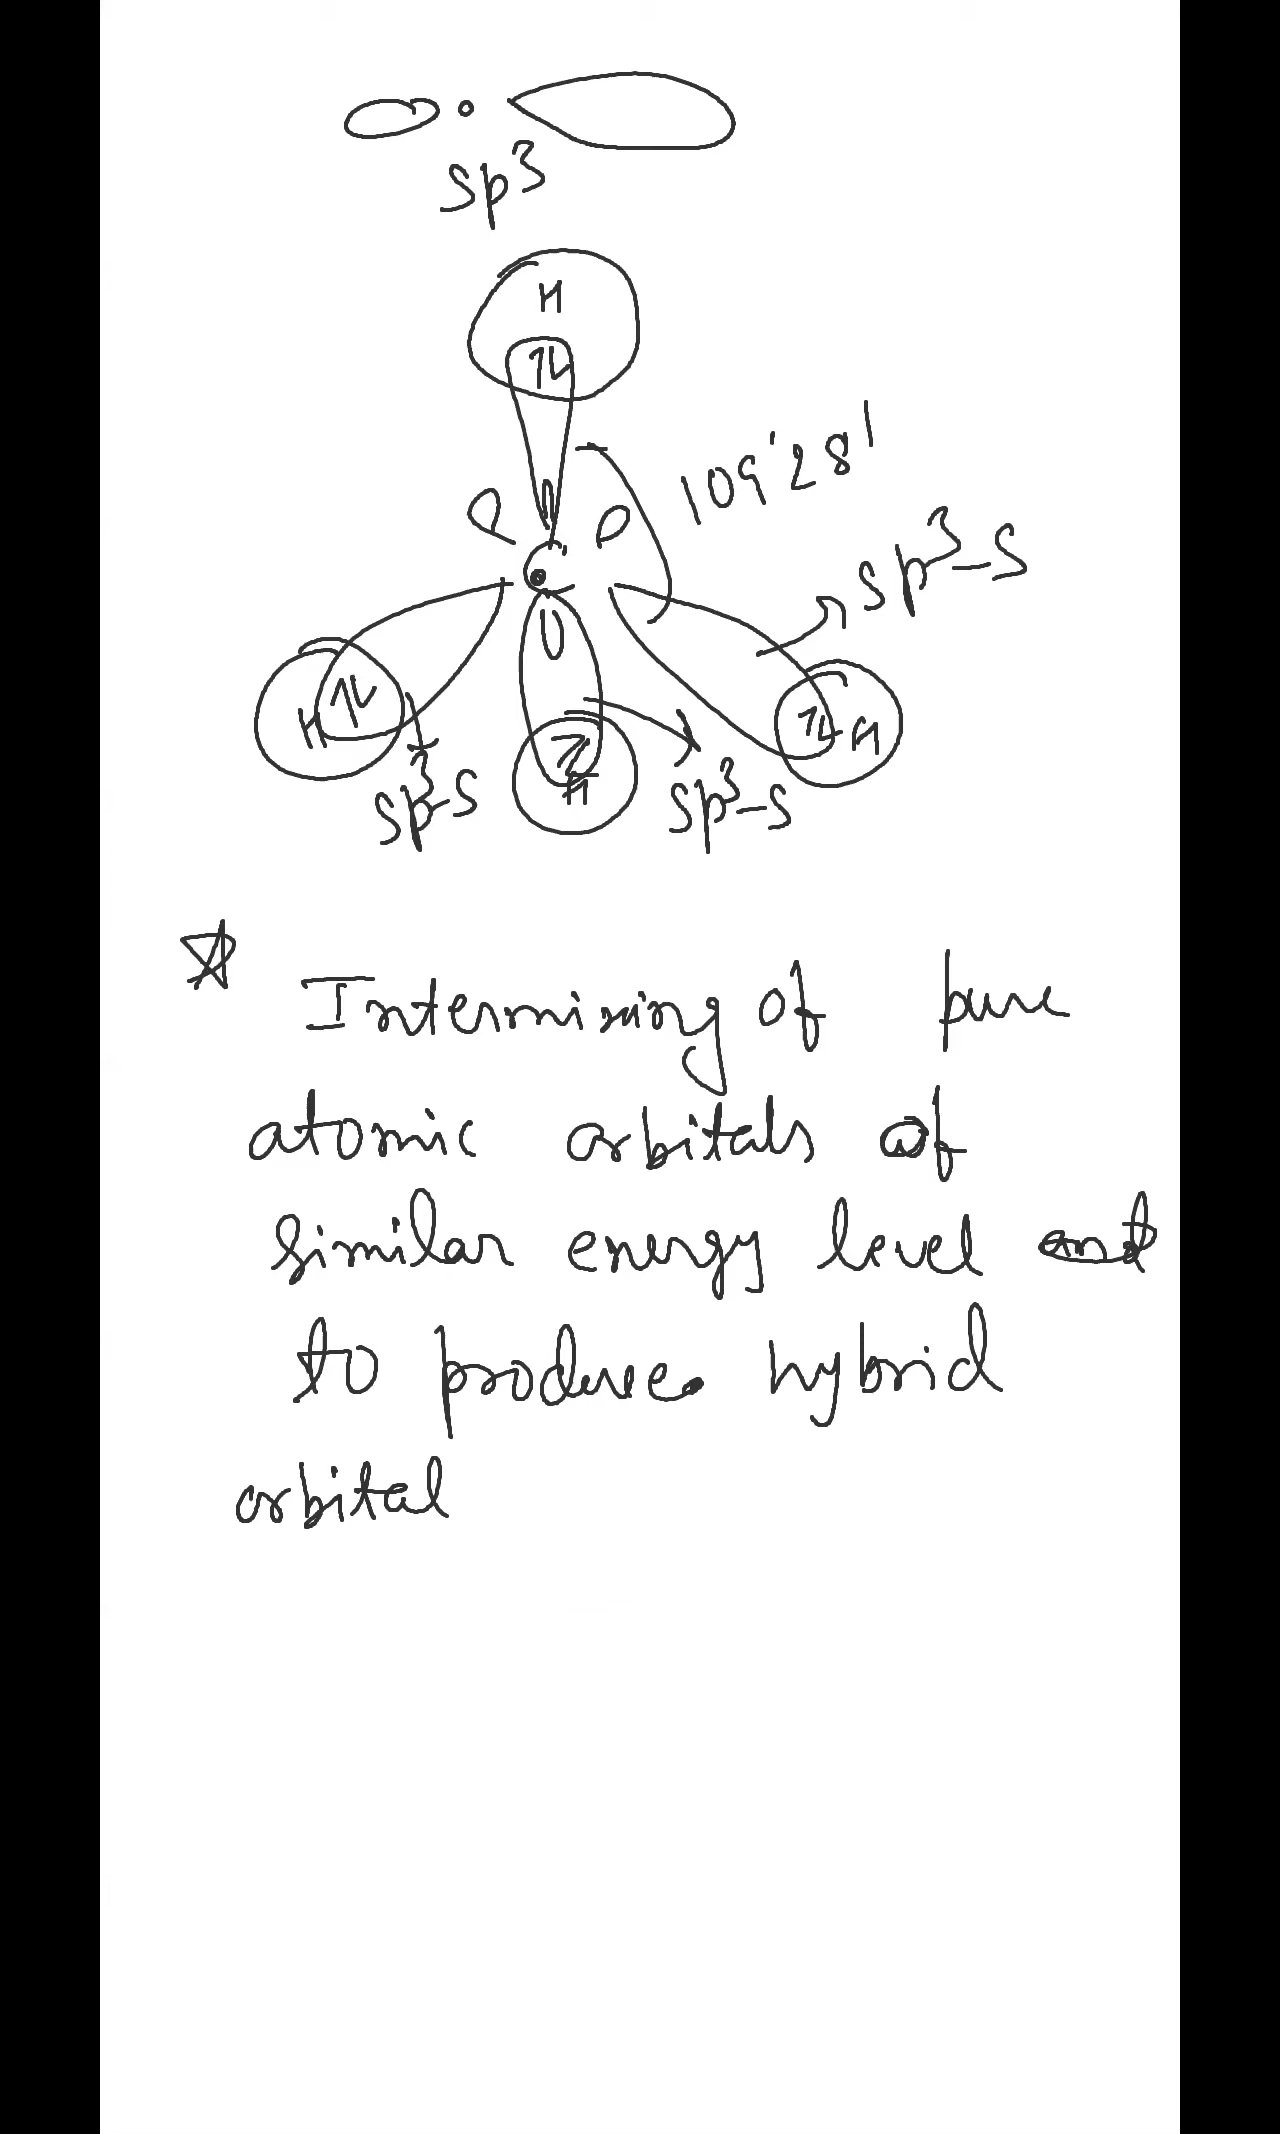 sp³
H
1L
109°28'
sp³-s
H 1L
1L H
H
sp³-s
sp³-s
Intermixing of pure
atomic orbitals of
similar energy level and
to produce hybrid
orbital